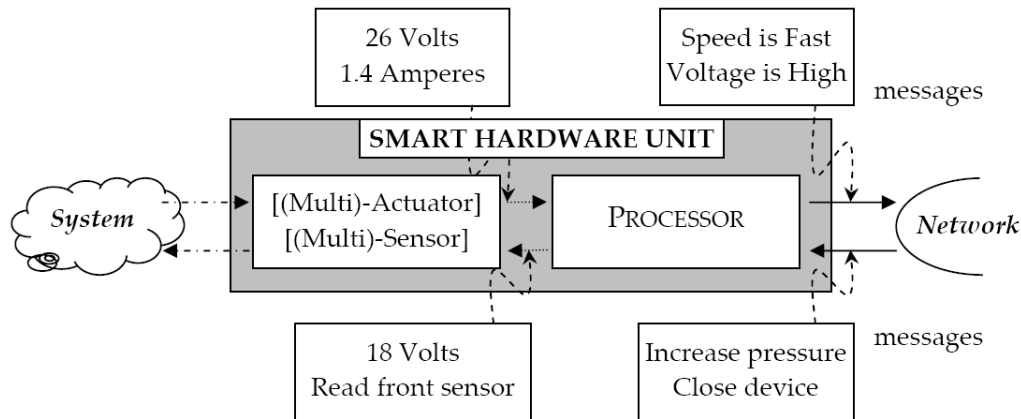 26 Volts
1.4 Amperes
Speed is Fast
Voltage is High
messages
SMART HARDWARE UNIT
System
[(Multi)-Actuator]
[(Multi)-Sensor]
PROCESSOR
Network
18 Volts
Read front sensor
Increase pressure
Close device
messages